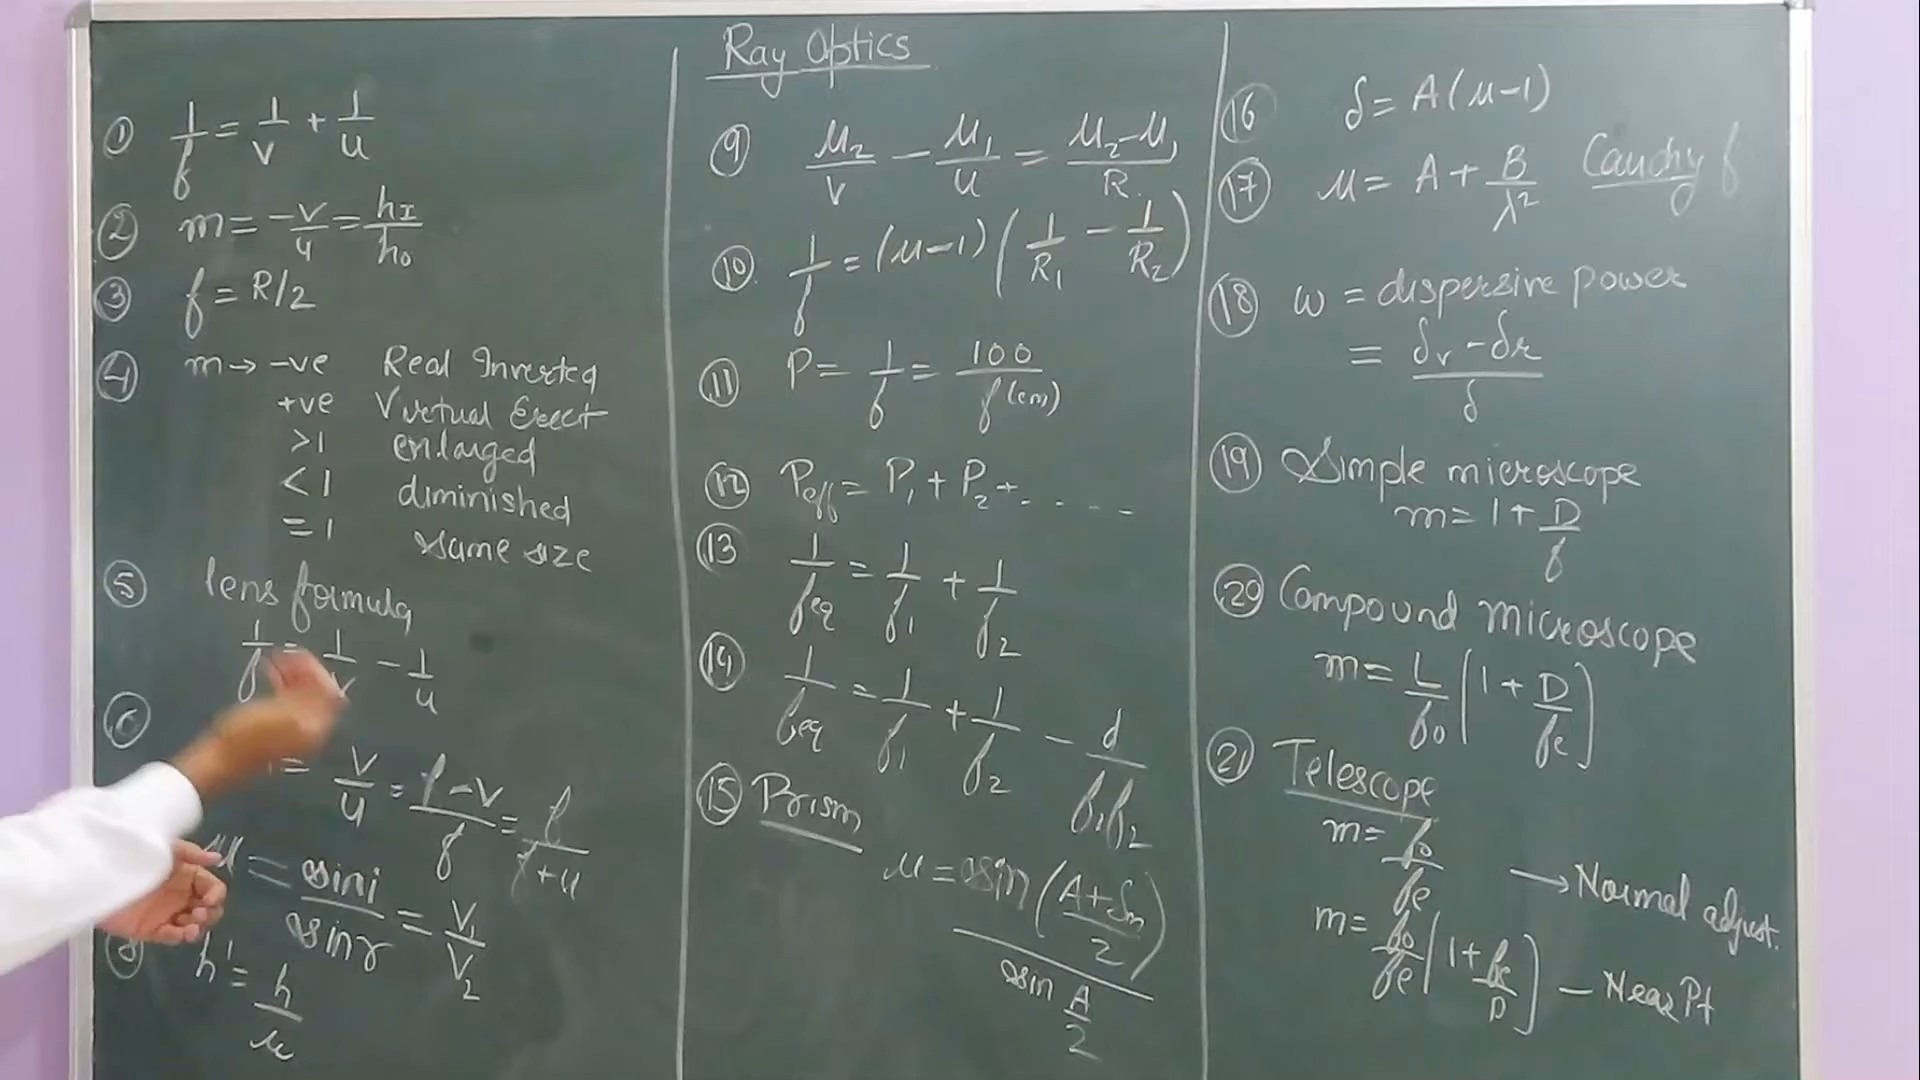 Ray Optics
① 1/f = 1/v + 1/u
② m = -v/u = hI/ho
③ f = R/2
④ m → -ve Real Inverted
+ve Virtual Erect
>1 enlarged
<1 diminished
=1 same size
⑤ lens formula
1/f = 1/v - 1/u
⑥
= v/u = f-v/f = f/f+u
μ = sini/sinr = V₁/V₂
⑧ h' = h/μ
⑨ μ₂/v - μ₁/u = μ₂-μ₁/R
⑩ 1/f = (μ-1)(1/R₁ - 1/R₂)
⑪ P = 1/f = 100/f(cm)
⑫ Peff = P₁ + P₂ + - - - -
⑬ 1/feq = 1/f₁ + 1/f₂
⑭ 1/feq = 1/f₁ + 1/f₂ - d/f₁f₂
⑮ Prism
μ = sin(A+δm/2)/sin A/2
⑯ δ = A(μ-1)
⑰ μ = A + B/λ² Cauchy f
⑱ ω = dispersive power
= δv-δr/δ
⑲ Simple microscope
m = 1 + D/f
⑳ Compound microscope
m = L/fo (1 + D/fe)
㉑ Telescope
m = fo/fe → Normal adjust.
m = fo/fe (1 + fe/D) — Near Pt